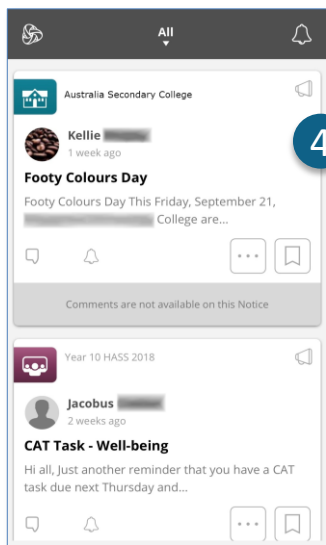 All
Australia Secondary College
Kellie
1 week ago
4
Footy Colours Day
Footy Colours Day This Friday, September 21,
College are...
Comments are not available on this Notice
Year 10 HASS 2018
Jacobus
2 weeks ago
CAT Task - Well-being
Hi all, Just another reminder that you have a CAT
task due next Thursday and...